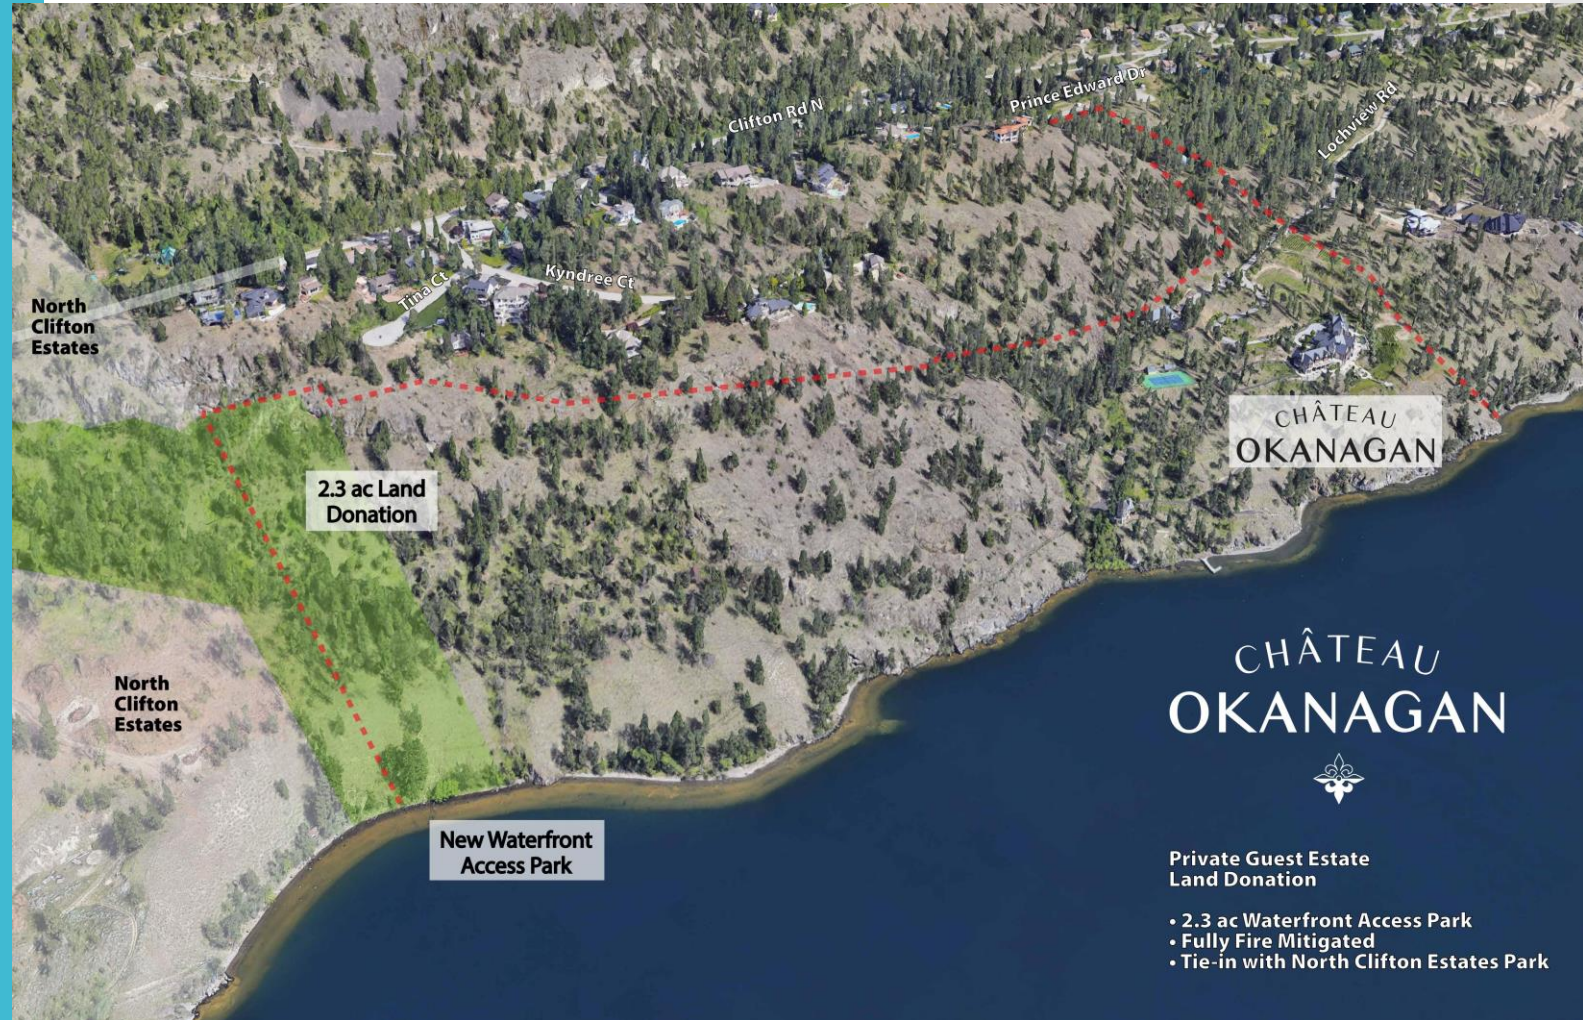 Prince Edward Dr
Clifton Rd N
Lochview Rd
Kyndree Ct
Tina Ct
North
Clifton
Estates
CHÂTEAU
OKANAGAN
2.3 ac Land
Donation
North
Clifton
Estates
New Waterfront
Access Park
CHÂTEAU
OKANAGAN
Private Guest Estate
Land Donation
• 2.3 ac Waterfront Access Park
• Fully Fire Mitigated
• Tie-in with North Clifton Estates Park